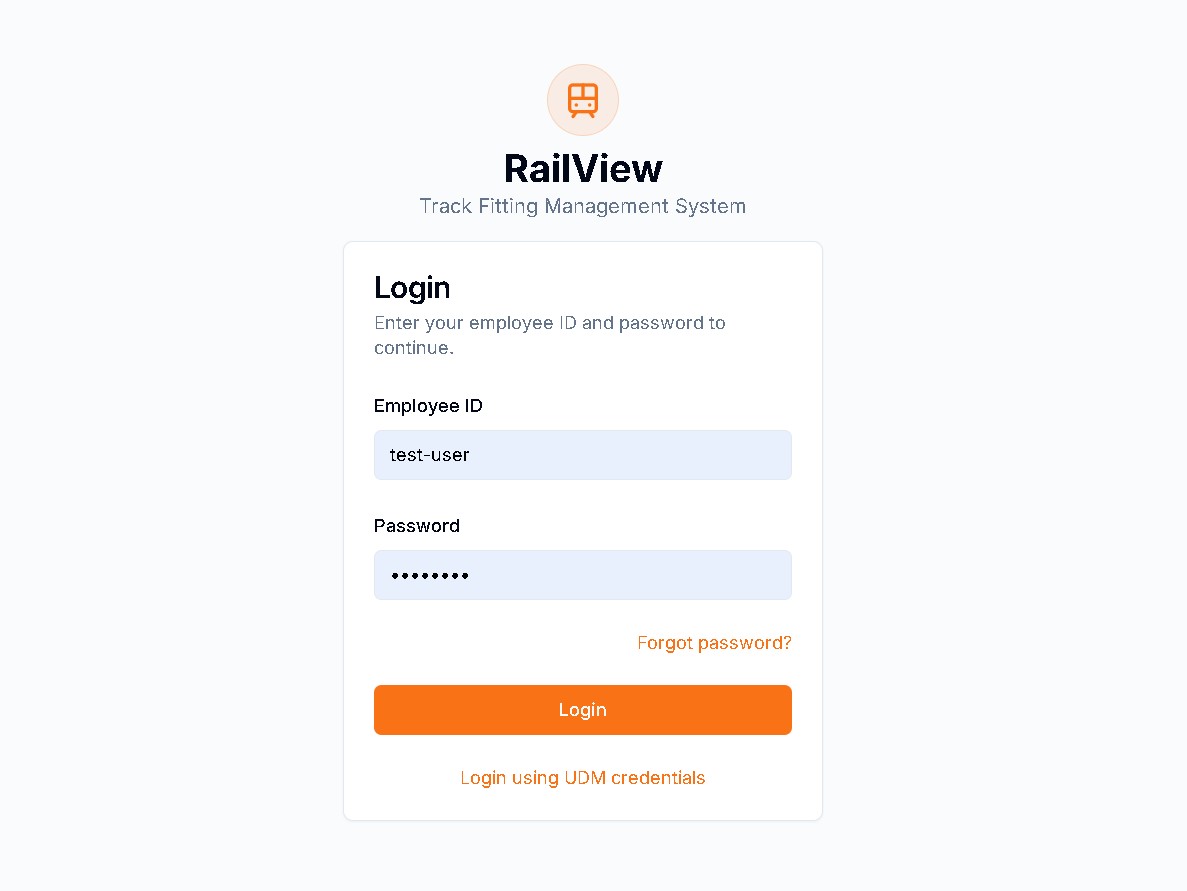 RailView
Track Fitting Management System
Login
Enter your employee ID and password to
continue.
Employee ID
test-user
Password
••••••••
Forgot password?
Login
Login using UDM credentials